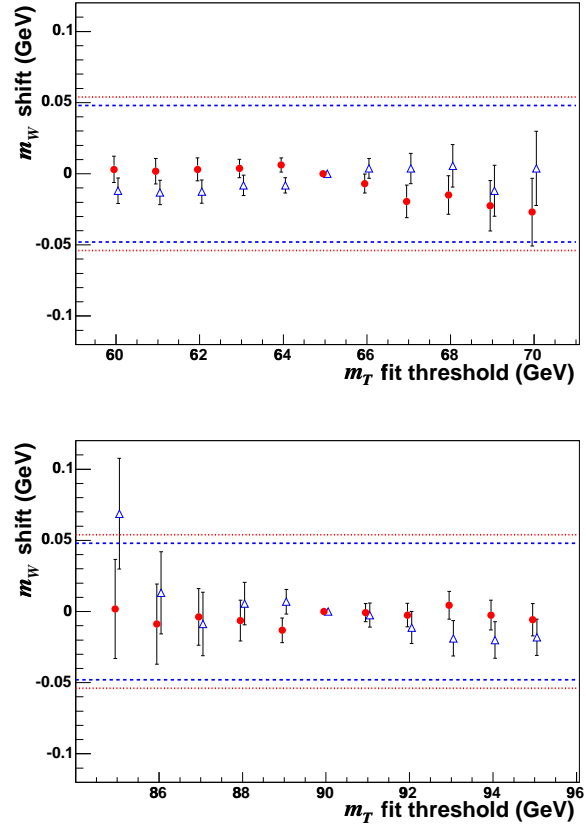 0.1
0.05
0
-0.05
-0.1
m_W shift (GeV)
60 62 64 66 68 70
m_T fit threshold (GeV)
0.1
0.05
0
-0.05
-0.1
m_W shift (GeV)
86 88 90 92 94 96
m_T fit threshold (GeV)